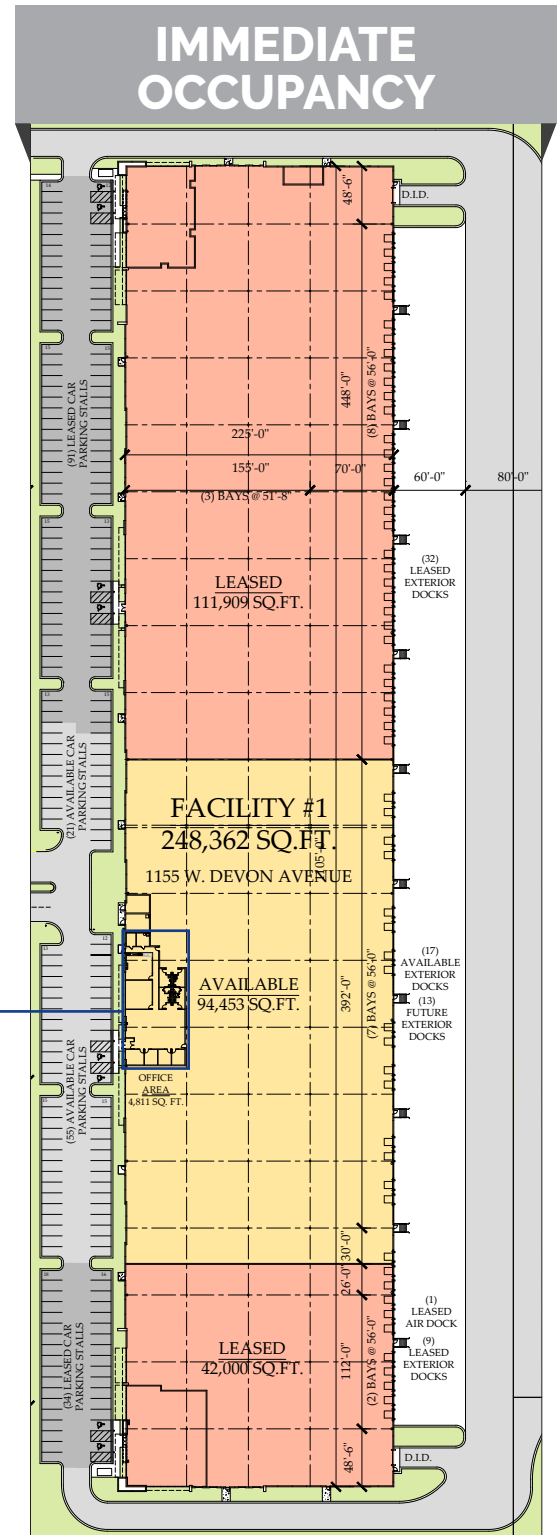 IMMEDIATE
OCCUPANCY
D.I.D.
48'-6"
448'-0"
(8) BAYS @ 56'-0"
(91) LEASED CAR
PARKING STALLS
225'-0"
155'-0"
70'-0"
60'-0"
80'-0"
(3) BAYS @ 51'-8"
(32)
LEASED
EXTERIOR
DOCKS
LEASED
111,909 SQ.FT.
(21) AVAILABLE CAR
PARKING STALLS
FACILITY #1
248,362 SQ.FT.
1155 W. DEVON AVENUE
(17)
AVAILABLE
EXTERIOR
DOCKS
(13)
FUTURE
EXTERIOR
DOCKS
AVAILABLE
94,453 SQ.FT.
392'-0"
(7) BAYS @ 56'-0"
OFFICE
AREA
4,811 SQ. FT.
(55) AVAILABLE CAR
PARKING STALLS
30'-0"
26'-0"
(1)
LEASED
AIR DOCK
(9)
LEASED
EXTERIOR
DOCKS
LEASED
42,000 SQ.FT.
112'-0"
(2) BAYS @ 56'-0"
(34) LEASED CAR
PARKING STALLS
48'-6"
D.I.D.